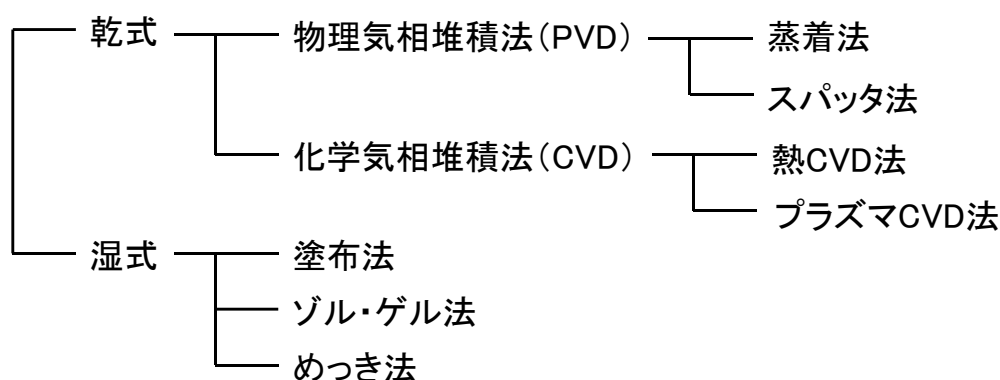 乾式 物理気相堆積法(PVD) 蒸着法
スパッタ法
化学気相堆積法(CVD) 熱CVD法
プラズマCVD法
湿式 塗布法
ゾル・ゲル法
めっき法